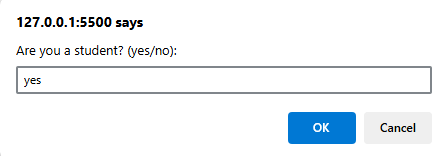 127.0.0.1:5500 says
Are you a student? (yes/no):
yes
OK
Cancel